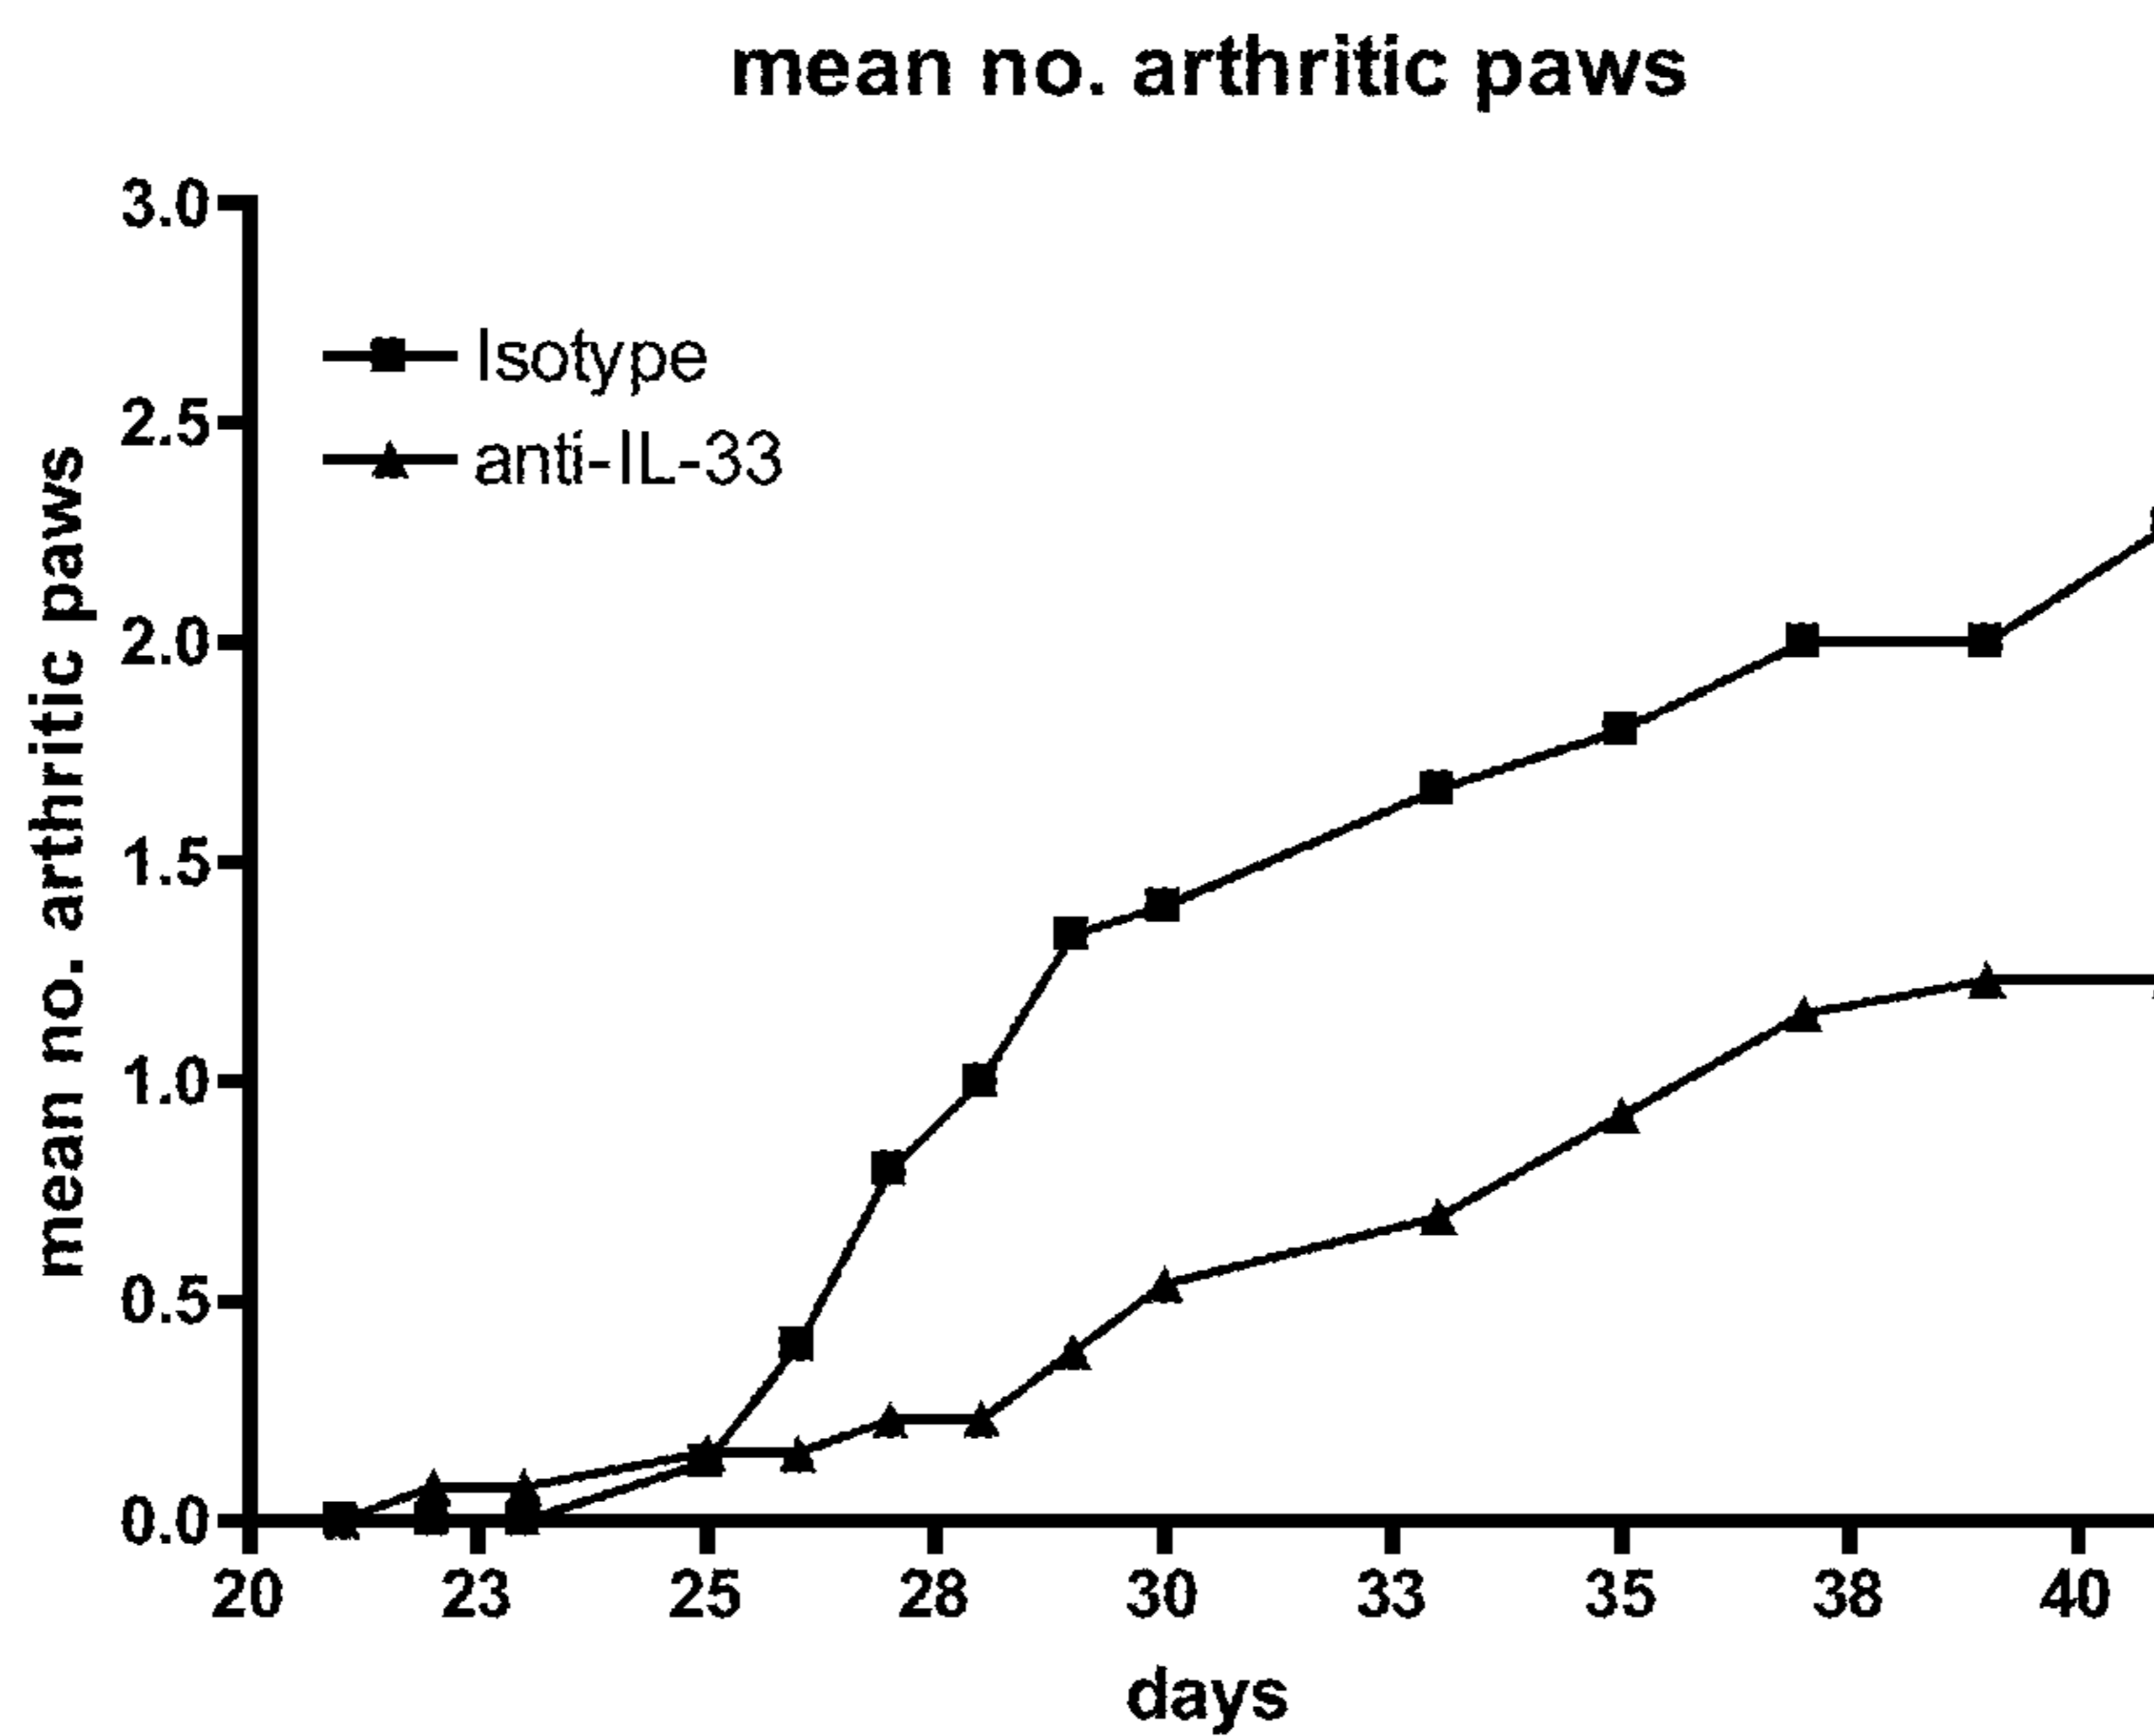 mean no. arthritic paws
3.0
2.5
2.0
1.5
1.0
0.5
0.0
mean no. arthritic paws
Isotype
anti-IL-33
20 23 25 28 30 33 35 38 40
days